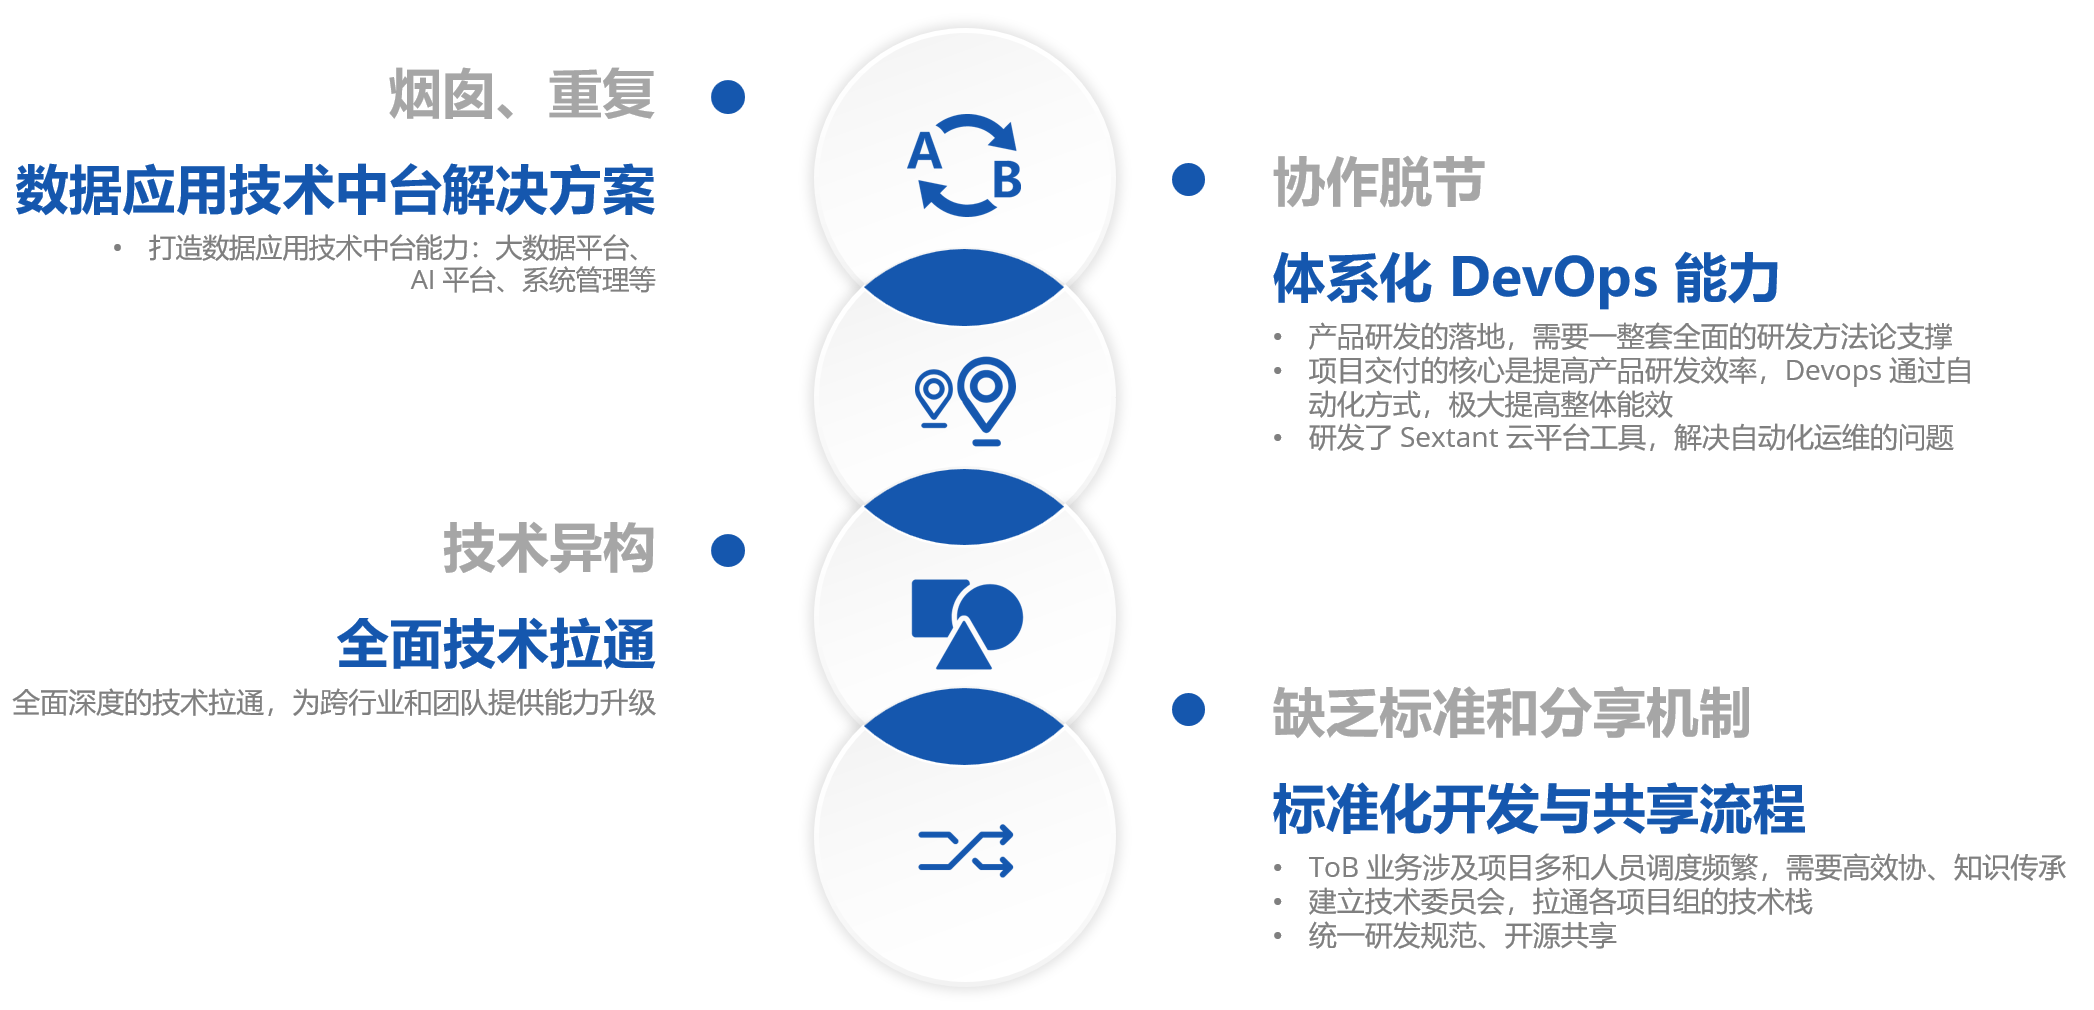 烟囱、重复
数据应用技术中台解决方案
• 打造数据应用技术中台能力：大数据平台、
AI 平台、系统管理等
A
B
协作脱节
体系化 DevOps 能力
• 产品研发的落地，需要一整套全面的研发方法论支撑
• 项目交付的核心是提高产品研发效率，Devops 通过自
动化方式，极大提高整体能效
• 研发了 Sextant 云平台工具，解决自动化运维的问题
技术异构
全面技术拉通
全面深度的技术拉通，为跨行业和团队提供能力升级
缺乏标准和分享机制
标准化开发与共享流程
• ToB 业务涉及项目多和人员调度频繁，需要高效协、知识传承
• 建立技术委员会，拉通各项目组的技术栈
• 统一研发规范、开源共享